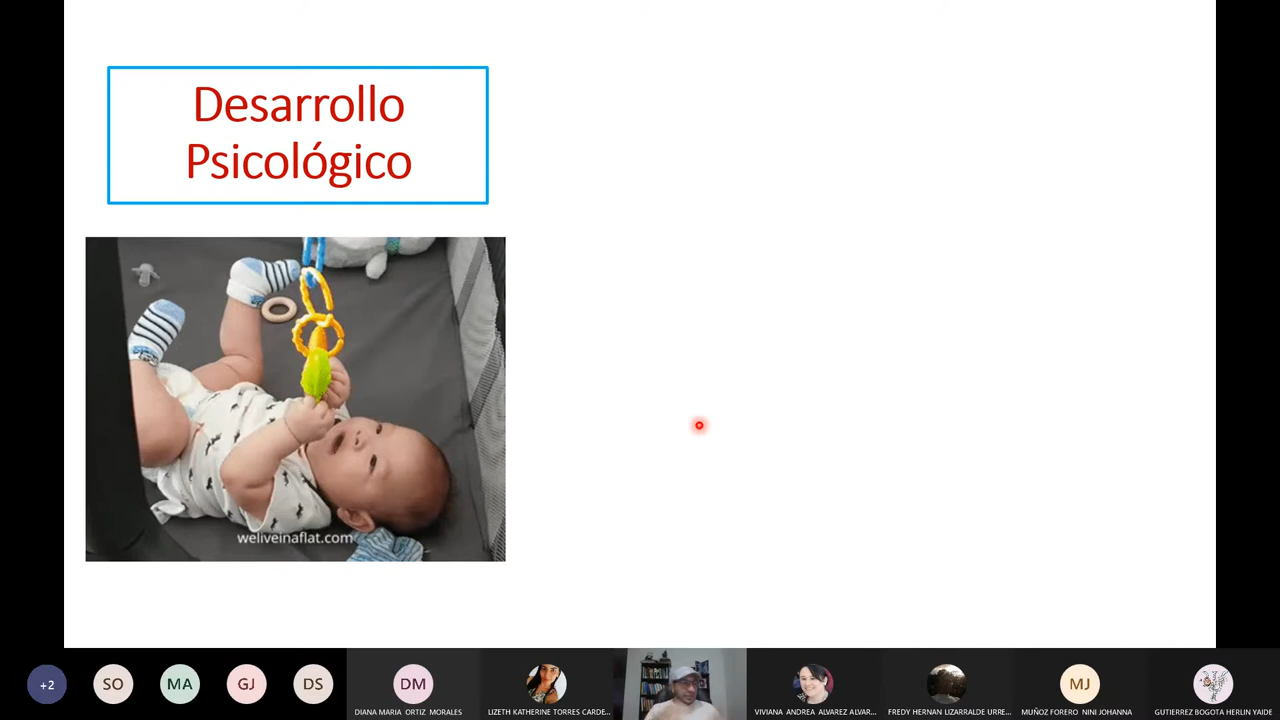 Desarrollo
Psicológico
weliveinaflat.com
+2
SO
MA
GJ
DS
DM
MJ
DIANA MARIA ORTIZ MORALES
LIZETH KATHERINE TORRES CARDE...
VIVIANA ANDREA ALVAREZ ALVAR...
FREDY HERNAN LIZARRALDE URRE...
MUÑOZ FORERO NINI JOHANNA
GUTIERREZ BOGOTA HERLIN YAIDE